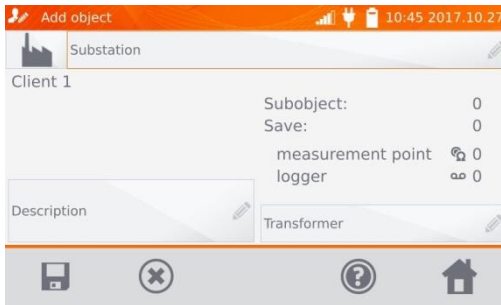 Add object
10:45 2017.10.27
Substation
Client 1
Subobject: 0
Save: 0
measurement point 0
logger 0
Description
Transformer